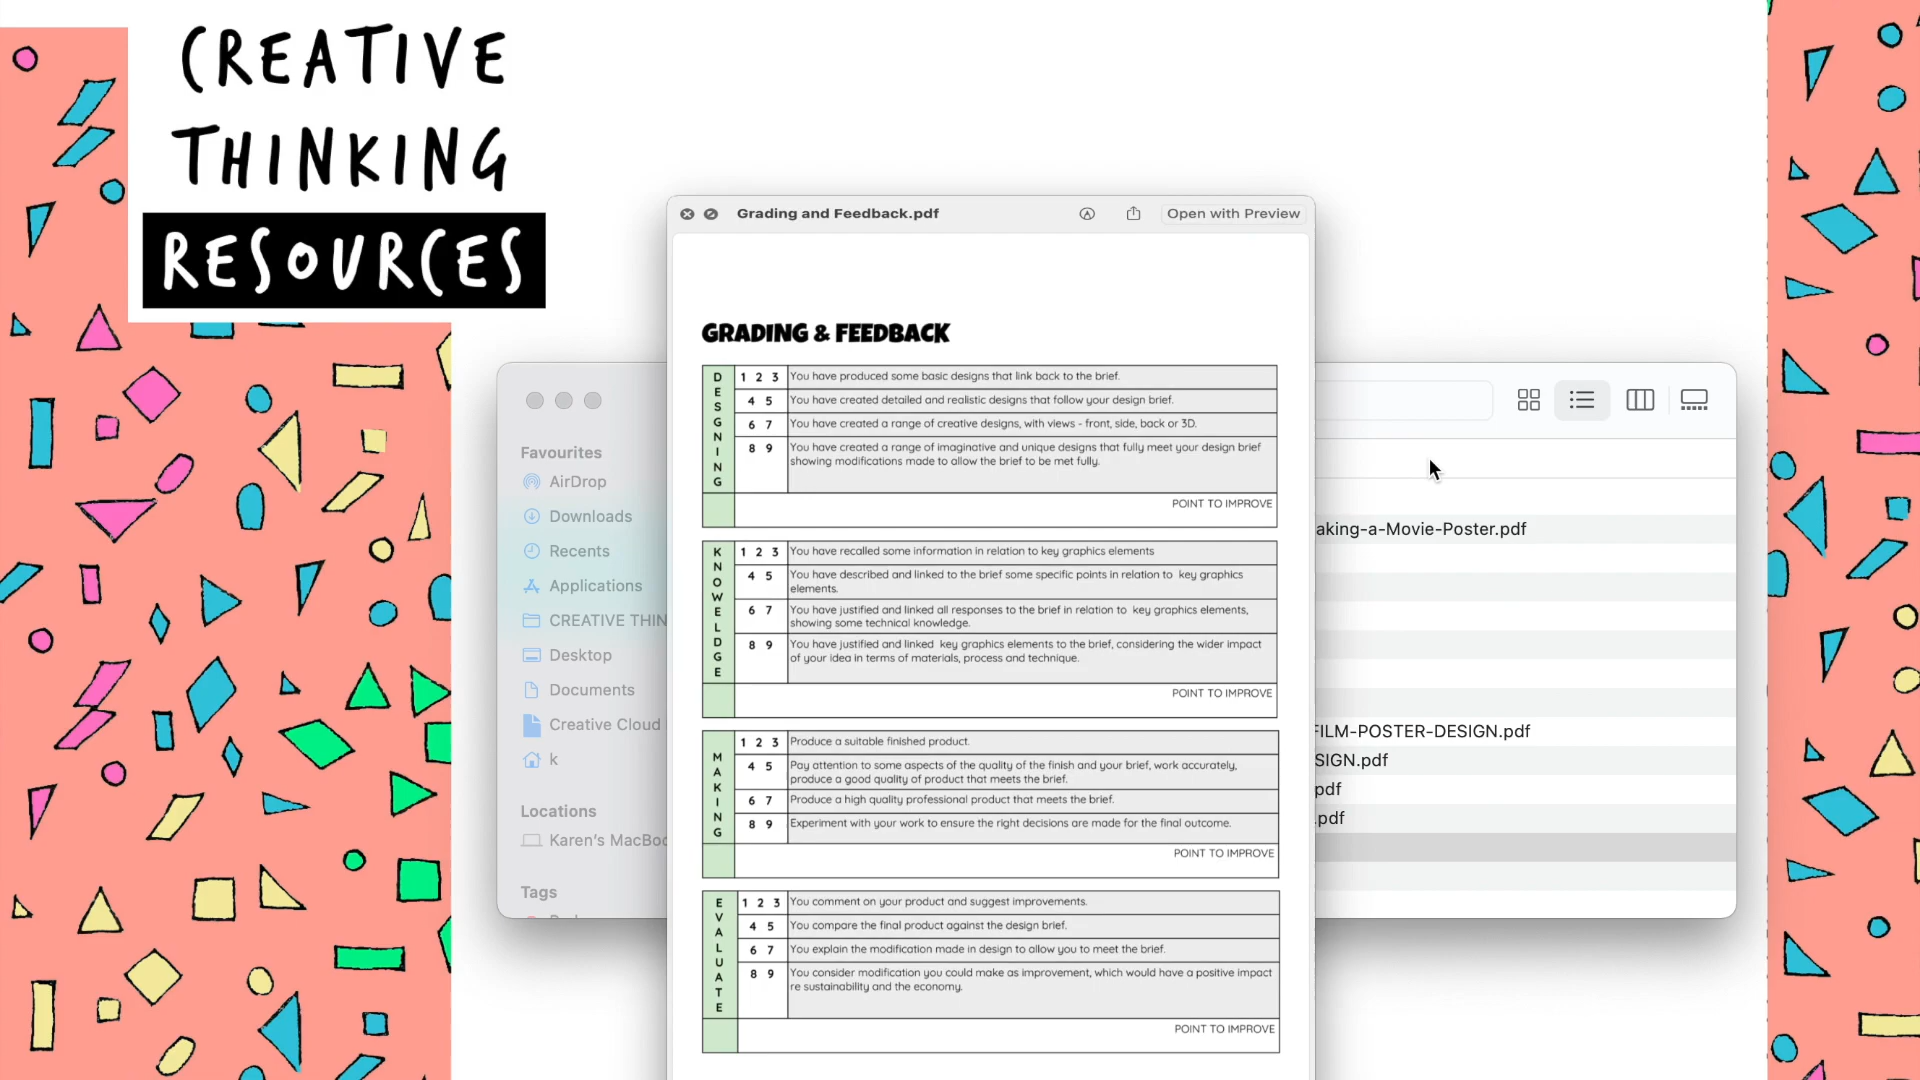 CREATIVE
THINKING
RESOURCES
Grading and Feedback.pdf
Open with Preview
GRADING & FEEDBACK
DESIGNING
1 2 3 You have produced some basic designs that link back to the brief.
4 5 You have created detailed and realistic designs that follow your design brief.
6 7 You have created a range of creative designs, with views - front, side, back or 3D.
8 9 You have created a range of imaginative and unique designs that fully meet your design brief
showing modifications made to allow the brief to be met fully.
POINT TO IMPROVE
KNOWELDGE
1 2 3 You have recalled some information in relation to key graphics elements
4 5 You have described and linked to the brief some specific points in relation to key graphics
elements.
6 7 You have justified and linked all responses to the brief in relation to key graphics elements,
showing some technical knowledge.
8 9 You have justified and linked key graphics elements to the brief, considering the wider impact
of your idea in terms of materials, process and technique.
POINT TO IMPROVE
MAKING
1 2 3 Produce a suitable finished product.
4 5 Pay attention to some aspects of the quality of the finish and your brief, work accurately,
produce a good quality of product that meets the brief.
6 7 Produce a high quality professional product that meets the brief.
8 9 Experiment with your work to ensure the right decisions are made for the final outcome.
POINT TO IMPROVE
EVALUATE
1 2 3 You comment on your product and suggest improvements.
4 5 You compare the final product against the design brief.
6 7 You explain the modification made in design to allow you to meet the brief.
8 9 You consider modification you could make as improvement, which would have a positive impact
re sustainability and the economy.
POINT TO IMPROVE
Favourites
AirDrop
Downloads
Recents
Applications
CREATIVE THIN
Desktop
Documents
Creative Cloud
k
Locations
Karen's MacBoo
Tags
aking-a-Movie-Poster.pdf
FILM-POSTER-DESIGN.pdf
SIGN.pdf
pdf
.pdf